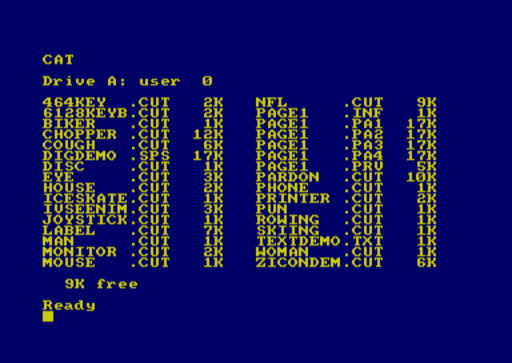 CAT
Drive A: user  0
464KEY  .CUT   2K   NFL     .CUT   9K
6128KEYB.CUT   2K   PAGE1   .INF   1K
BIKER   .CUT   1K   PAGE1   .PA1  17K
CHOPPER .CUT  12K   PAGE1   .PA2  17K
COUGH   .CUT   6K   PAGE1   .PA3  17K
DIGDEMO .SPS  17K   PAGE1   .PA4  17K
DISC    .CUT   1K   PAGE1   .PRV   5K
EYE     .CUT   3K   PARDON  .CUT  10K
HOUSE   .CUT   2K   PHONE   .CUT   1K
ICESKATE.CUT   1K   PRINTER .CUT   2K
IVSEENIM.CUT   3K   PUN     .CUT   1K
JOYSTICK.CUT   1K   ROWING  .CUT   1K
LABEL   .CUT   7K   SKIING  .CUT   1K
MAN     .CUT   1K   TEXTDEMO.TXT   1K
MONITOR .CUT   2K   WOMAN   .CUT   1K
MOUSE   .CUT   1K   ZICONDEM.CUT   6K
9K free
Ready